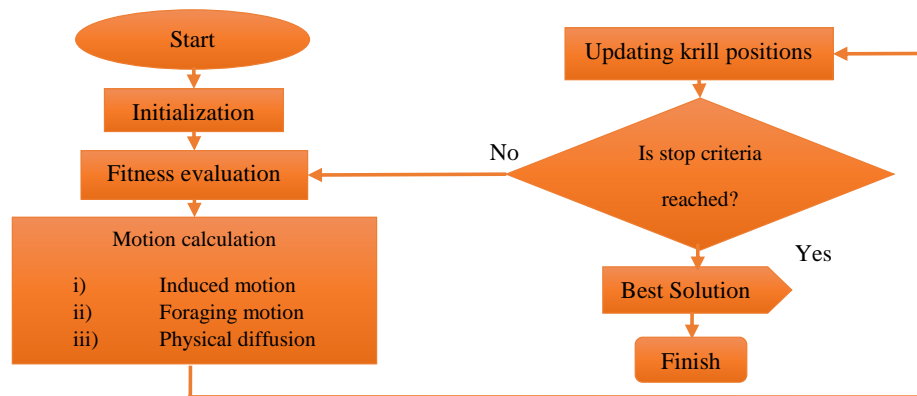 Start
Initialization
Fitness evaluation
Motion calculation
i) Induced motion
ii) Foraging motion
iii) Physical diffusion
Updating krill positions
Is stop criteria
reached?
No
Yes
Best Solution
Finish